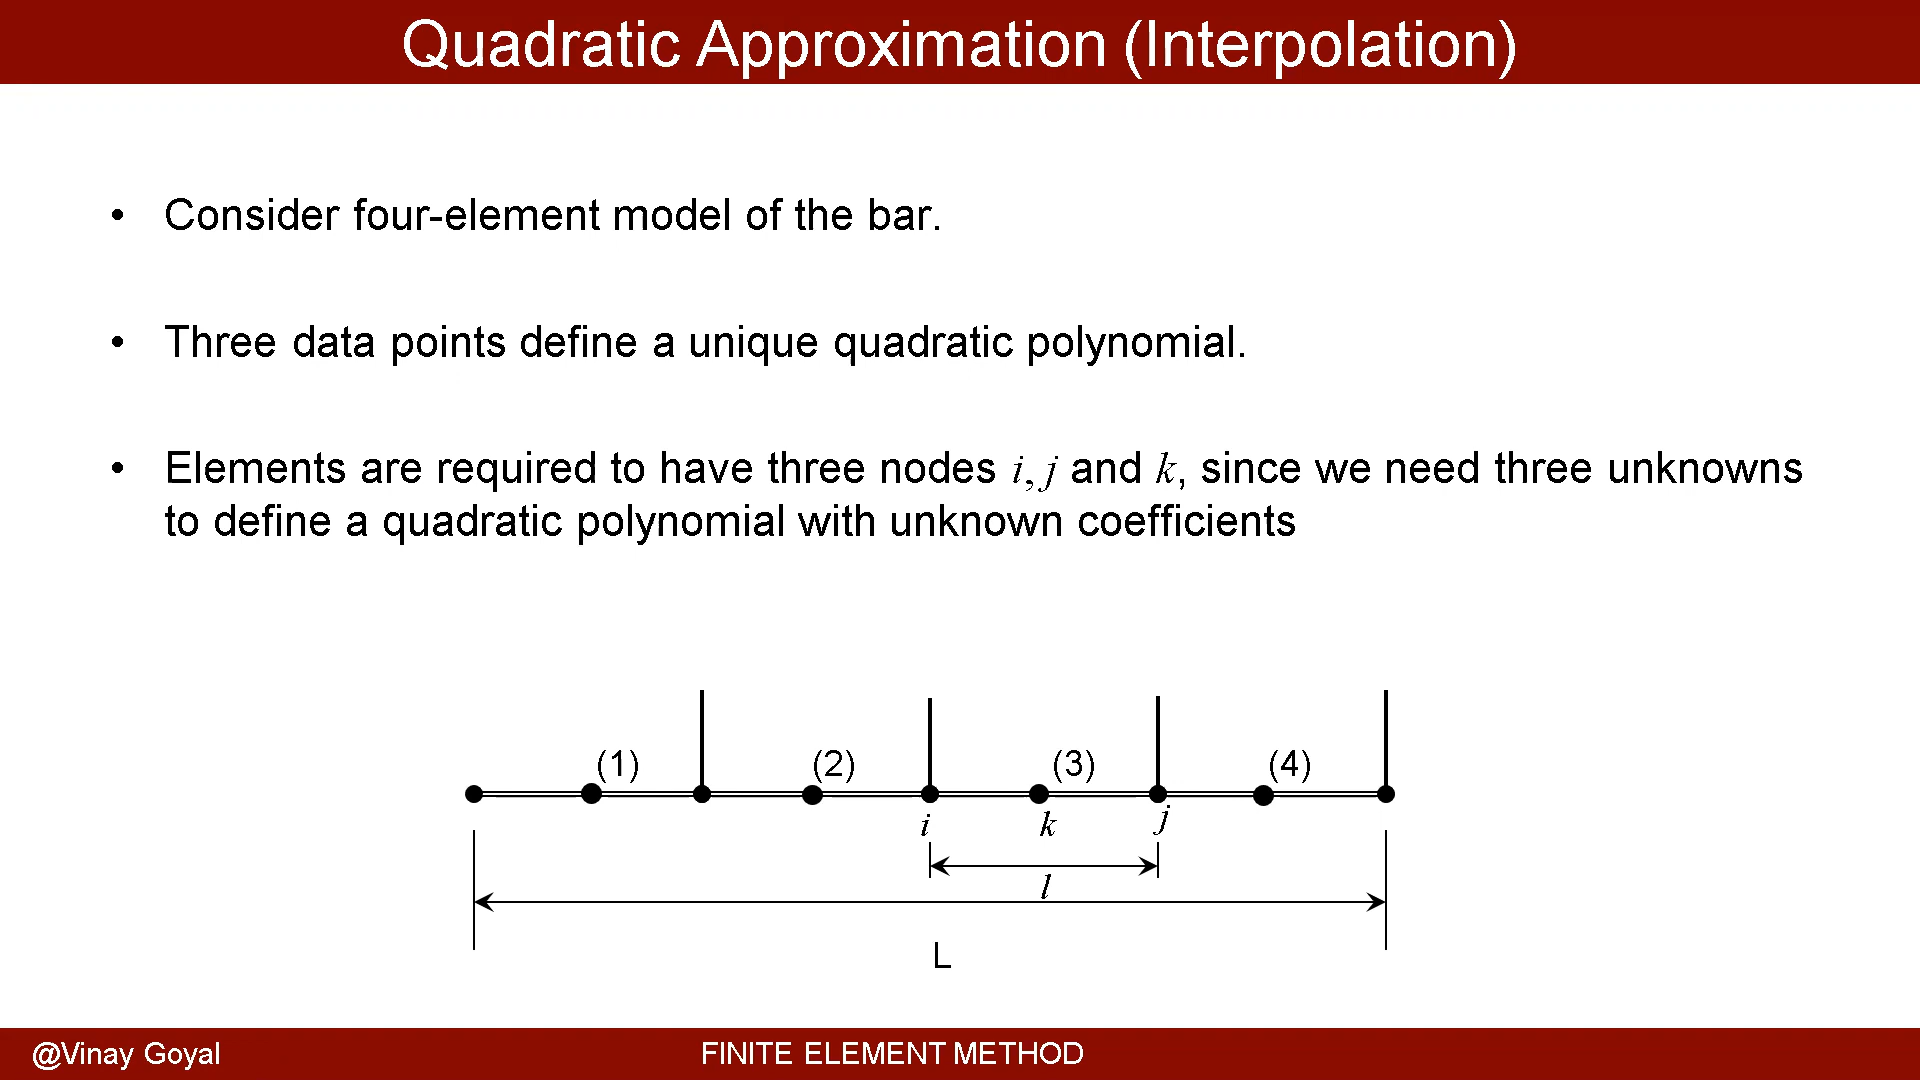 Quadratic Approximation (Interpolation)
• Consider four-element model of the bar.
• Three data points define a unique quadratic polynomial.
• Elements are required to have three nodes i, j and k, since we need three unknowns
to define a quadratic polynomial with unknown coefficients
(1) (2) (3) (4)
i k j
l
L
@Vinay Goyal
FINITE ELEMENT METHOD